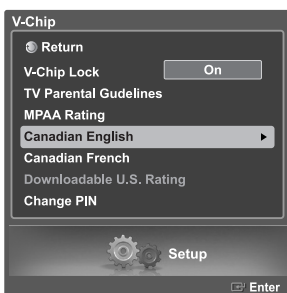 V-Chip
Return
V-Chip Lock On
TV Parental Gudelines
MPAA Rating
Canadian English
Canadian French
Downloadable U.S. Rating
Change PIN
Setup
Enter